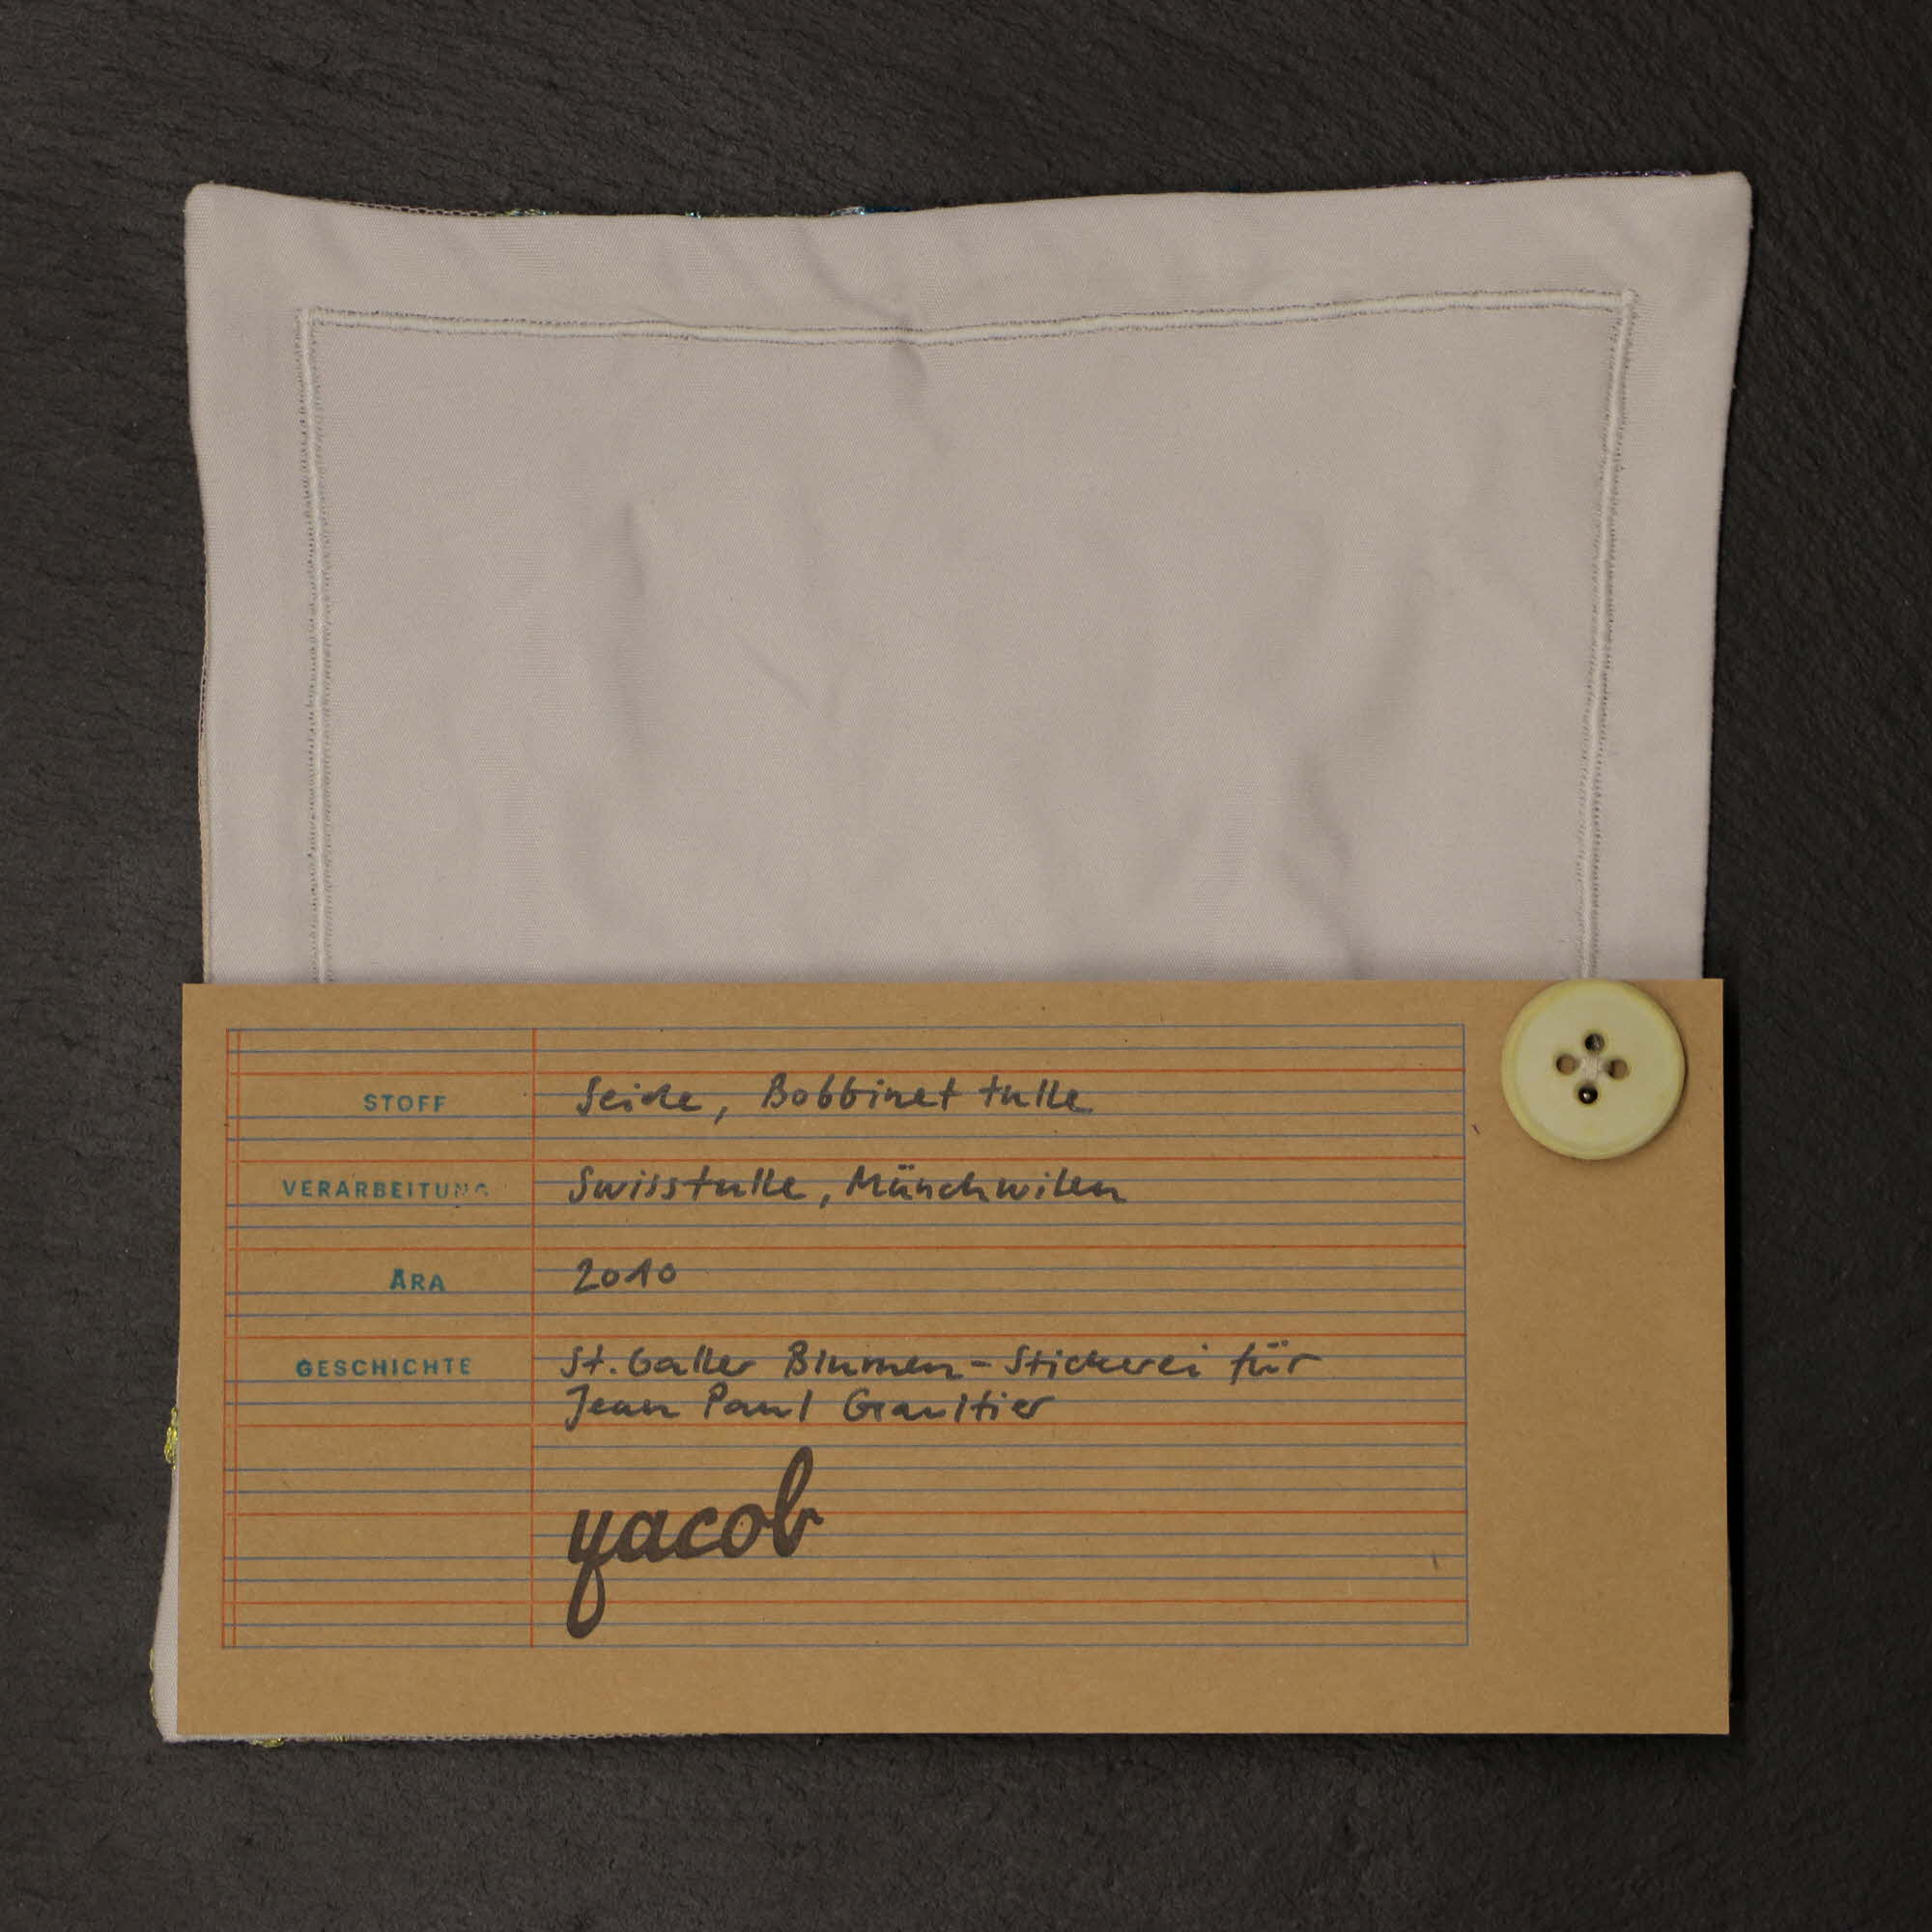 STOFF Seide, Bobbinet tulle
VERARBEITUNG Swisstulle, Münchwilen
ÄRA 2010
GESCHICHTE St. Galler Blumen-Stickerei für
Jean Paul Gaultier
yacob